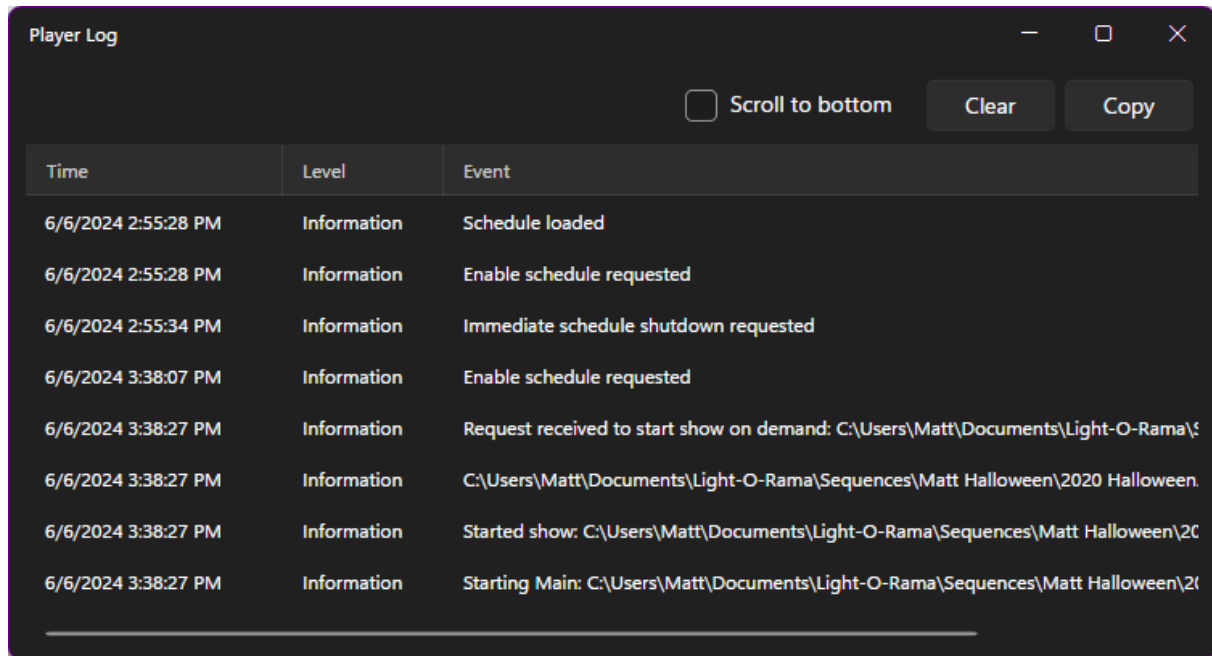 Player Log
Scroll to bottom Clear Copy
Time Level Event
6/6/2024 2:55:28 PM Information Schedule loaded
6/6/2024 2:55:28 PM Information Enable schedule requested
6/6/2024 2:55:34 PM Information Immediate schedule shutdown requested
6/6/2024 3:38:07 PM Information Enable schedule requested
6/6/2024 3:38:27 PM Information Request received to start show on demand: C:\Users\Matt\Documents\Light-O-Rama\
6/6/2024 3:38:27 PM Information C:\Users\Matt\Documents\Light-O-Rama\Sequences\Matt Halloween\2020 Halloween.
6/6/2024 3:38:27 PM Information Started show: C:\Users\Matt\Documents\Light-O-Rama\Sequences\Matt Halloween\2
6/6/2024 3:38:27 PM Information Starting Main: C:\Users\Matt\Documents\Light-O-Rama\Sequences\Matt Halloween\2